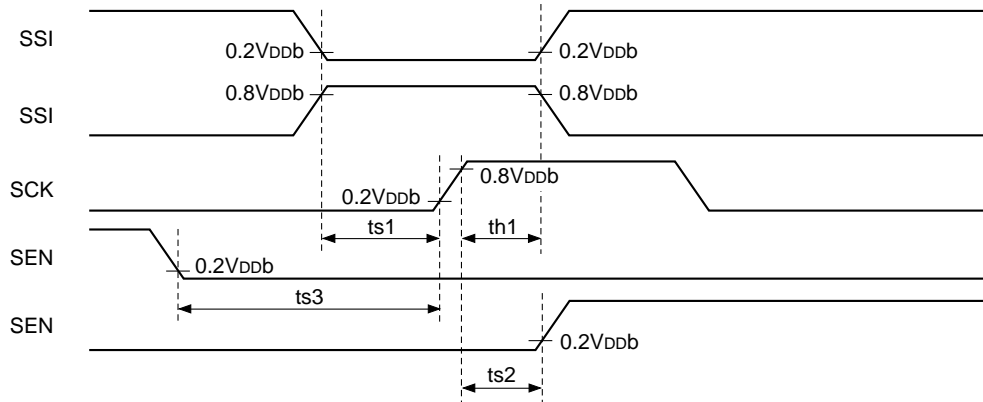 SSI
0.2VDDb 0.2VDDb
0.8VDDb 0.8VDDb
SSI
SCK
0.8VDDb
0.2VDDb
ts1 th1
SEN
0.2VDDb
ts3
SEN
0.2VDDb
ts2